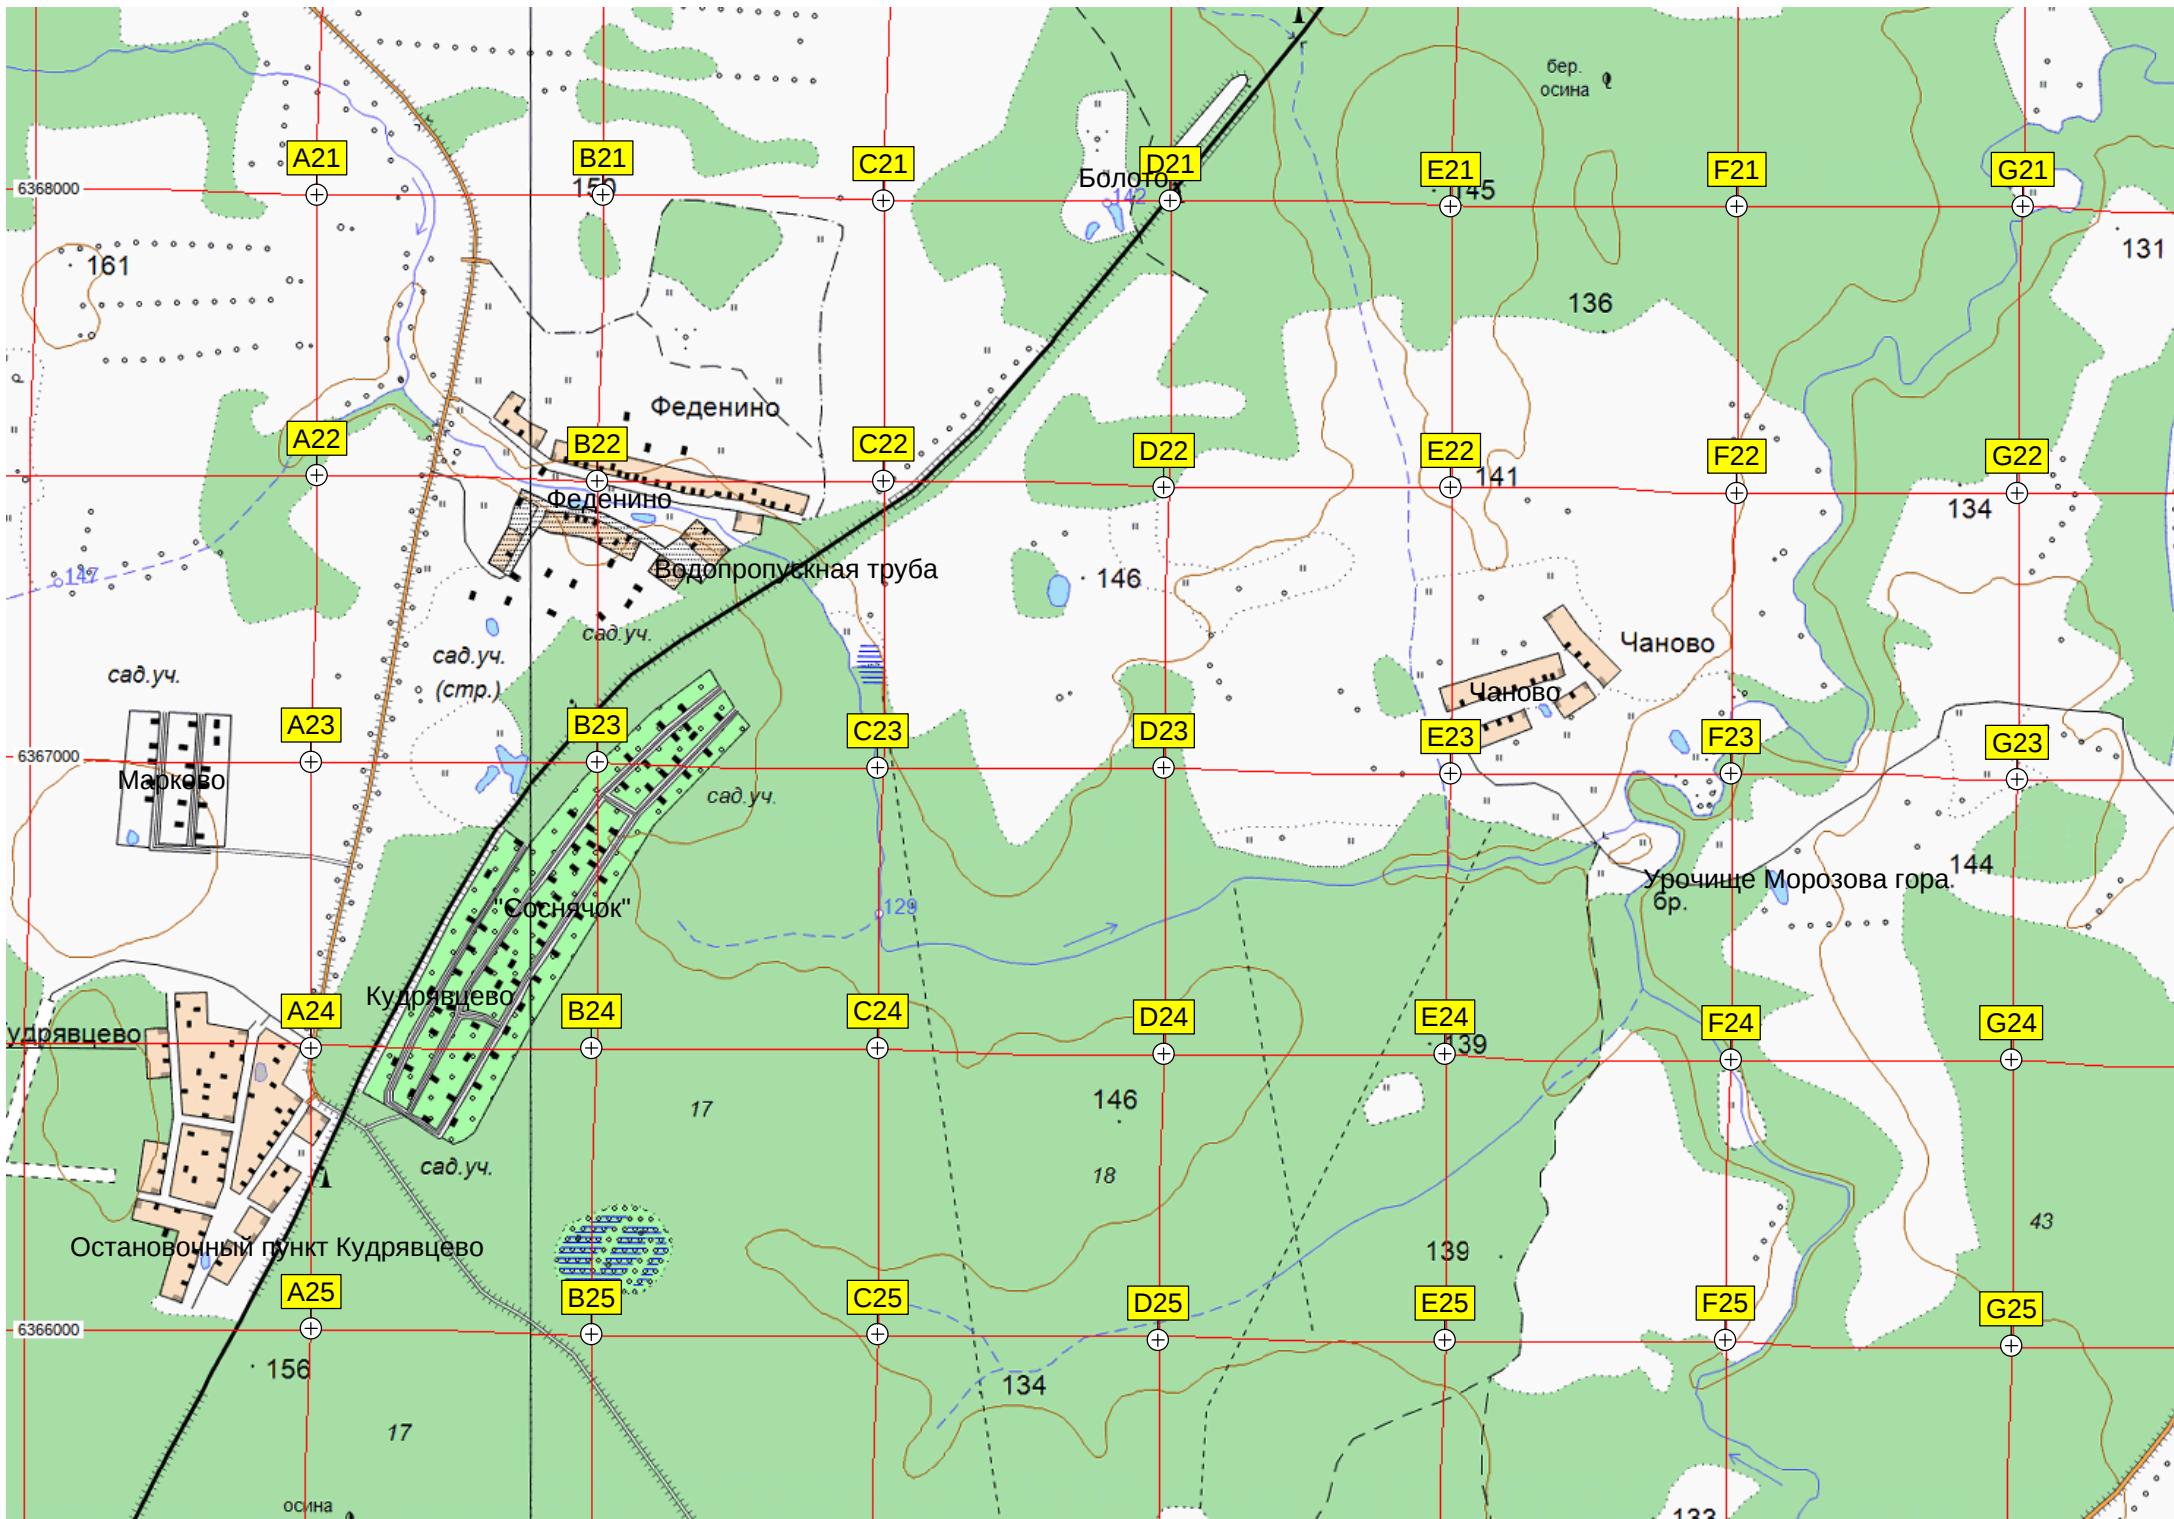 бер.
осина
A21
B21
C21
D21
E21
F21
G21
Болото
142
6368000
150
145
161
131
136
Феденино
A22
B22
C22
D22
E22
F22
G22
141
134
Феденино
147
Водопропускная труба
146
сад.уч.
Чаново
сад.уч.
(стр.)
сад.уч.
Чаново
A23
B23
C23
D23
E23
F23
G23
6367000
Марково
сад.уч.
144
Урочище Морозова гора
бр.
"Соснячок"
129
Кудрявцево
A24
B24
C24
D24
E24
F24
G24
удрявцево
139
146
17
18
сад.уч.
43
Остановочный пункт Кудрявцево
139
A25
B25
C25
D25
E25
F25
G25
6366000
156
134
17
осина
133